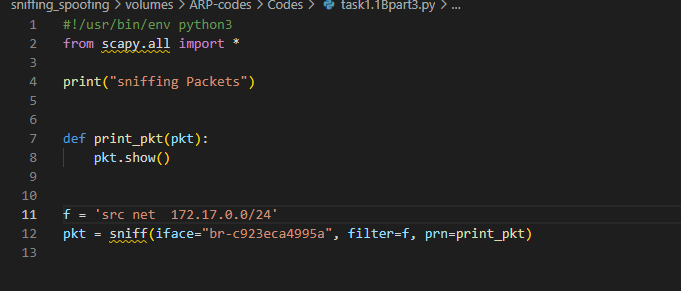 sniffing_spoofing > volumes > ARP-codes > Codes > task1.1Bpart3.py > ...
1 #!/usr/bin/env python3
2 from scapy.all import *
3
4 print("sniffing Packets")
5
6
7 def print_pkt(pkt):
8     pkt.show()
9
10
11 f = 'src net  172.17.0.0/24'
12 pkt = sniff(iface="br-c923eca4995a", filter=f, prn=print_pkt)
13